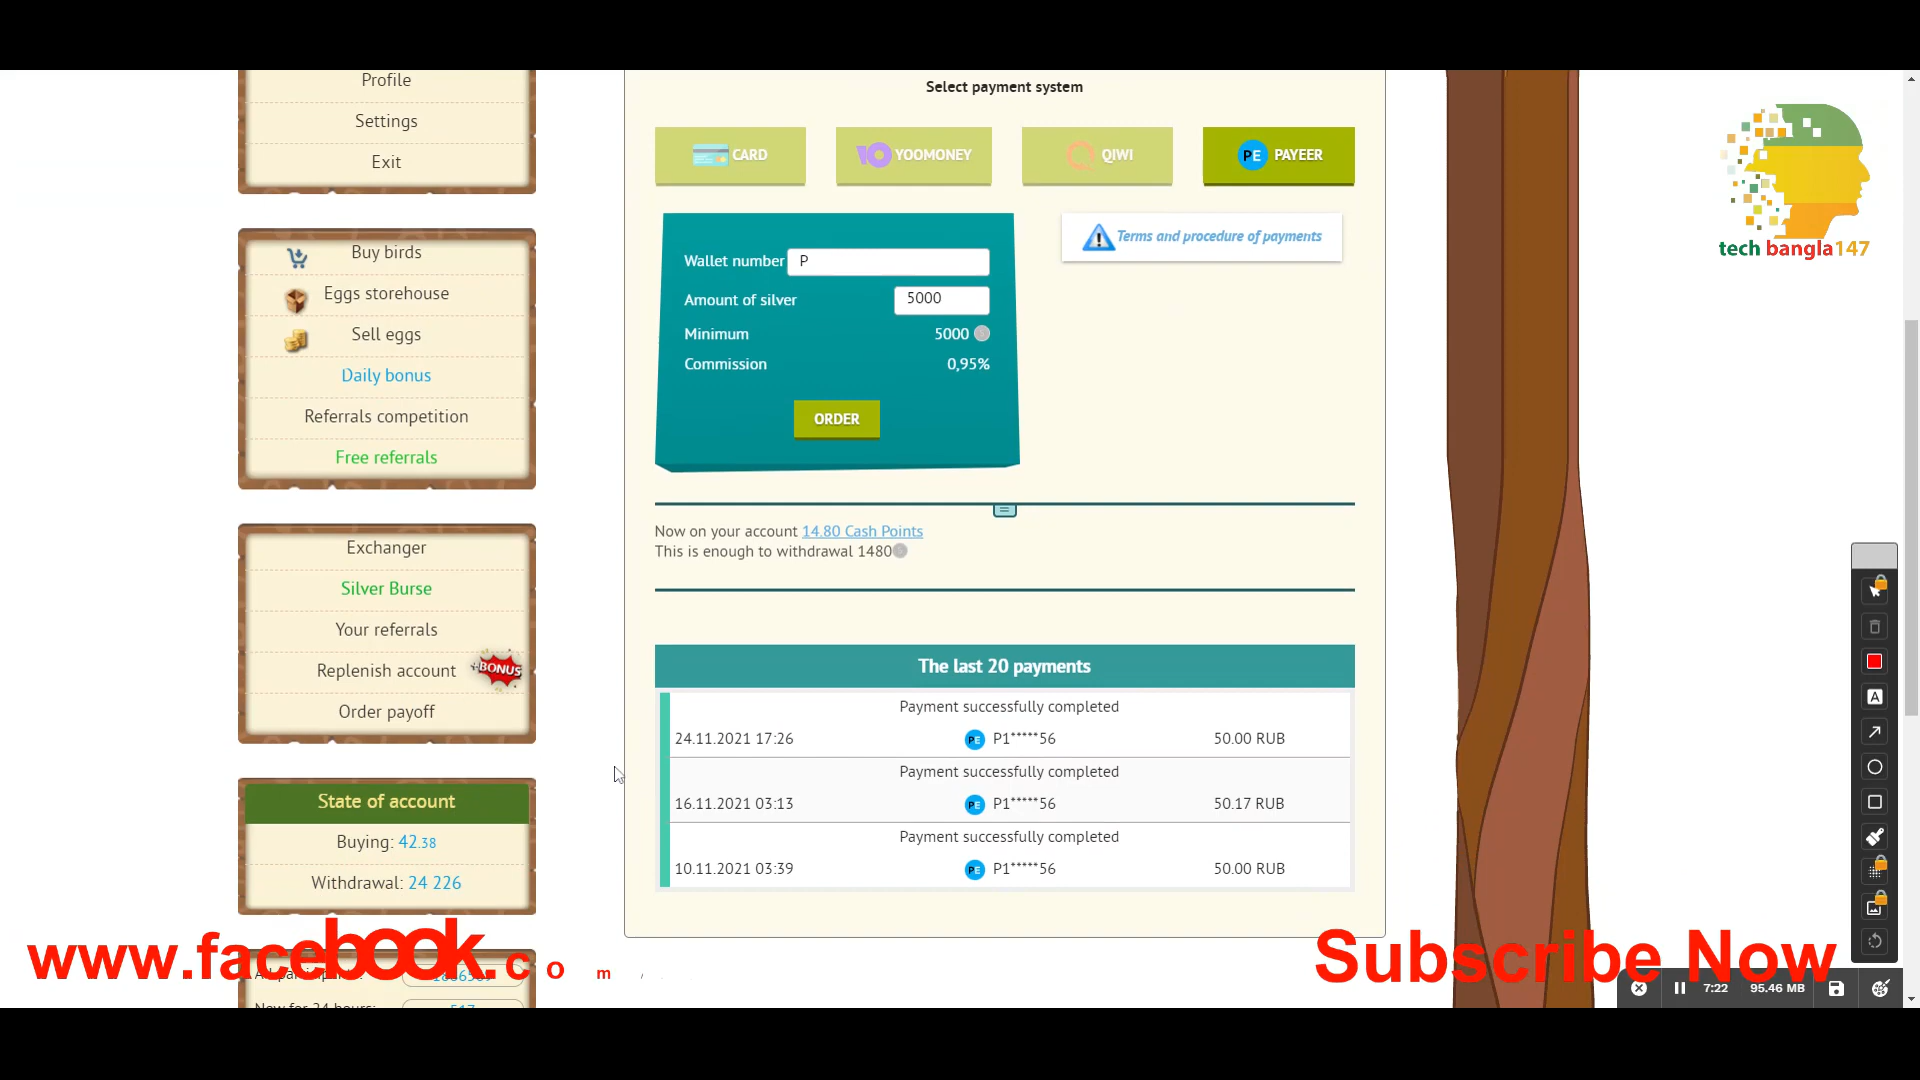 Profile
Settings
Exit
Buy birds
Eggs storehouse
Sell eggs
Daily bonus
Referrals competition
Free referrals
Exchanger
Silver Burse
Your referrals
Replenish account
+BONUS
Order payoff
State of account
Buying: 42.38
Withdrawal: 24 226
Select payment system
CARD
YOOMONEY
QIWI
PE PAYEER
Wallet number P
Amount of silver 5000
Minimum 5000
Commission 0,95%
ORDER
Terms and procedure of payments
Now on your account 14.80 Cash Points
This is enough to withdrawal 1480
The last 20 payments
Payment successfully completed
24.11.2021 17:26 PE P1*****56 50.00 RUB
Payment successfully completed
16.11.2021 03:13 PE P1*****56 50.17 RUB
Payment successfully completed
10.11.2021 03:39 PE P1*****56 50.00 RUB
tech bangla147
A
www.facebook.com/
Subscribe Now
7:22 95.46 MB